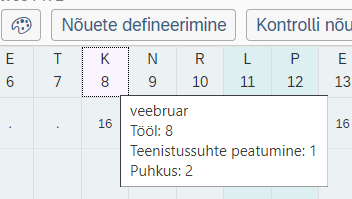 Nõuete defineerimine Kontrolli nõu
E T K N R L P E
6 7 8 9 10 11 12 13
. . 16 16
veebruar
Tööl: 8
Teenistussuhte peatumine: 1
Puhkus: 2